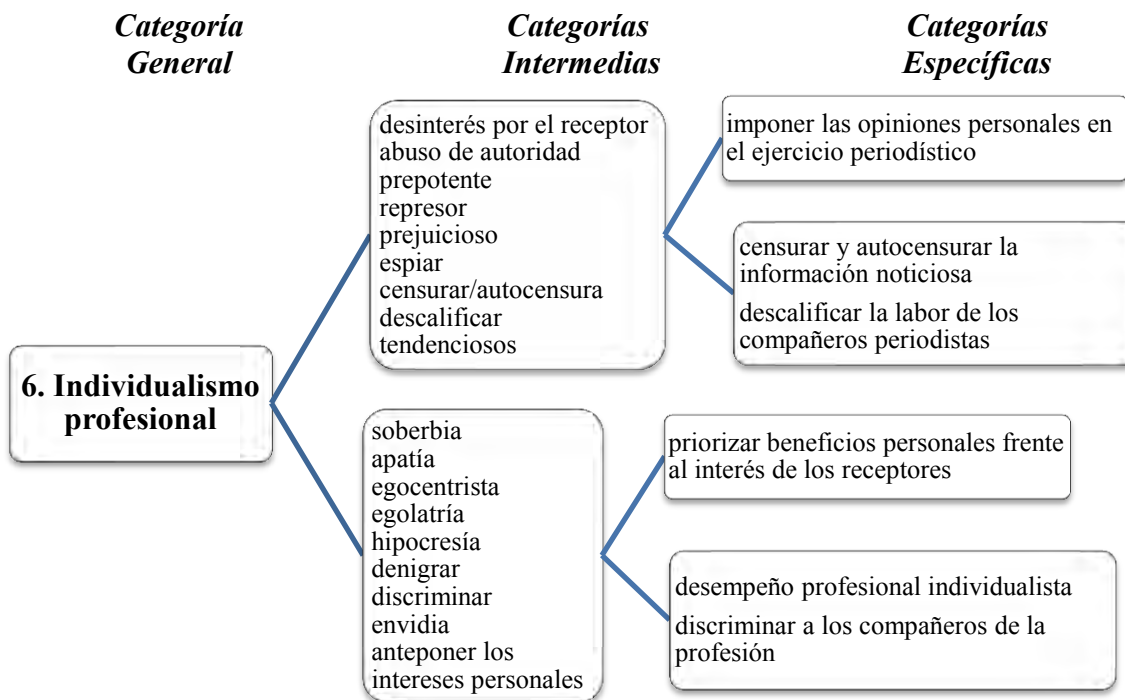 Categoría
General
Categorías
Intermedias
Categorías
Específicas
6. Individualismo
profesional
desinterés por el receptor
abuso de autoridad
prepotente
represor
prejuicioso
espiar
censurar/autocensura
descalificar
tendenciosos
imponer las opiniones personales en
el ejercicio periodístico
censurar y autocensurar la
información noticiosa
descalificar la labor de los
compañeros periodistas
soberbia
apatía
egocentrista
egolatría
hipocresía
denigrar
discriminar
envidia
anteponer los
intereses personales
priorizar beneficios personales frente
al interés de los receptores
desempeño profesional individualista
discriminar a los compañeros de la
profesión